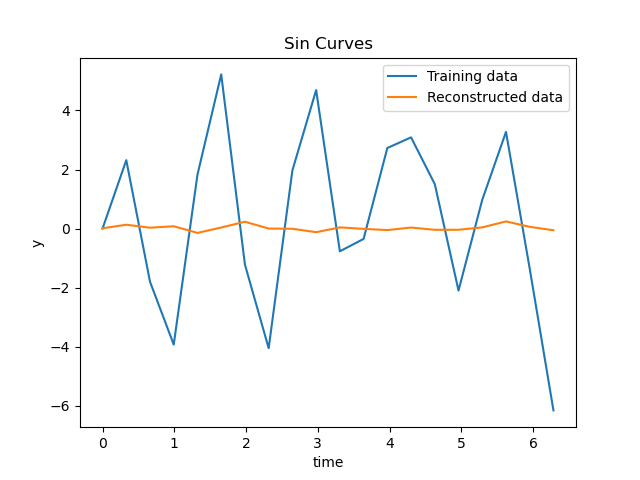 Sin Curves
Training data
Reconstructed data
4
2
0
−2
−4
−6
y
0 1 2 3 4 5 6
time